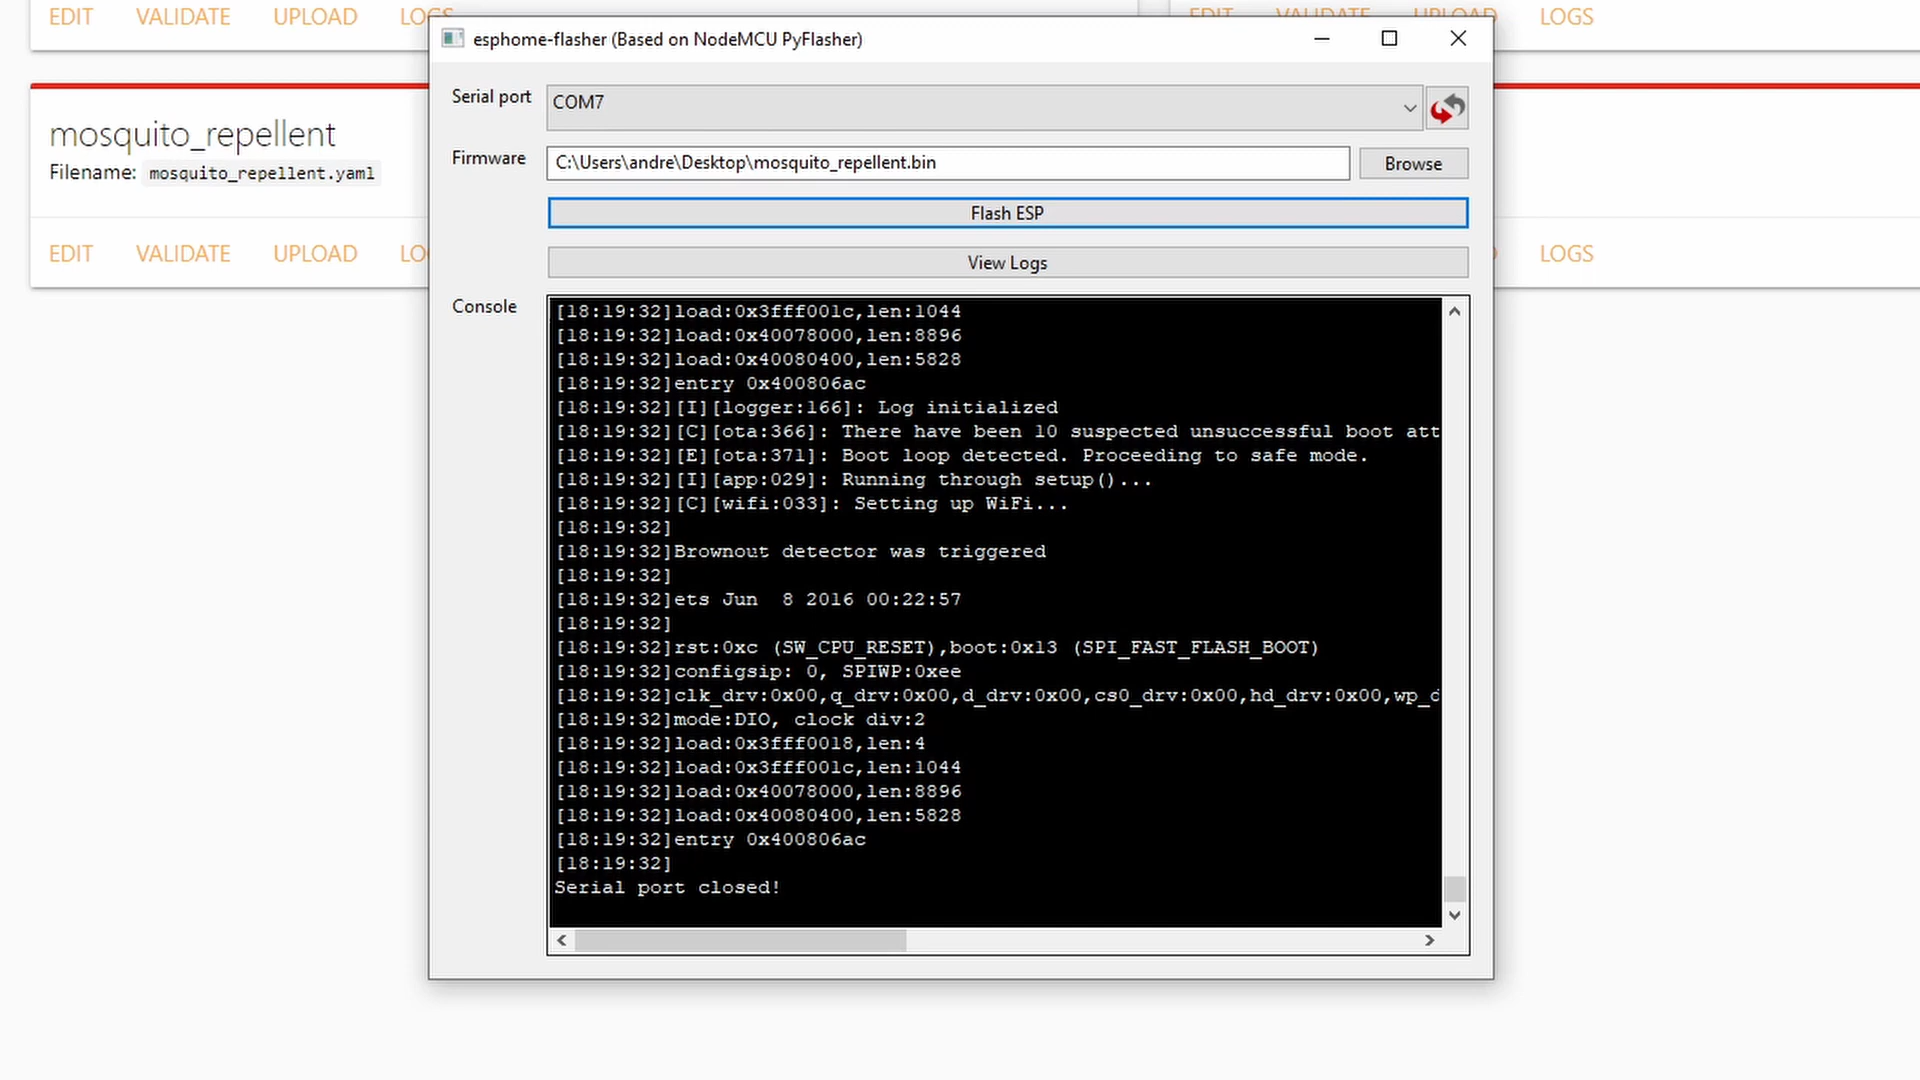 EDIT VALIDATE UPLOAD LOGS
EDIT VALIDATE UPLOAD LOGS
esphome-flasher (Based on NodeMCU PyFlasher)
Serial port COM7
mosquito_repellent
Filename: mosquito_repellent.yaml
Firmware C:\Users\andre\Desktop\mosquito_repellent.bin Browse
Flash ESP
EDIT VALIDATE UPLOAD LO
LOGS
View Logs
Console
[18:19:32]load:0x3fff001c,len:1044
[18:19:32]load:0x40078000,len:8896
[18:19:32]load:0x40080400,len:5828
[18:19:32]entry 0x400806ac
[18:19:32][I][logger:166]: Log initialized
[18:19:32][C][ota:366]: There have been 10 suspected unsuccessful boot att
[18:19:32][E][ota:371]: Boot loop detected. Proceeding to safe mode.
[18:19:32][I][app:029]: Running through setup()...
[18:19:32][C][wifi:033]: Setting up WiFi...
[18:19:32]
[18:19:32]Brownout detector was triggered
[18:19:32]
[18:19:32]ets Jun  8 2016 00:22:57
[18:19:32]
[18:19:32]rst:0xc (SW_CPU_RESET),boot:0x13 (SPI_FAST_FLASH_BOOT)
[18:19:32]configsip: 0, SPIWP:0xee
[18:19:32]clk_drv:0x00,q_drv:0x00,d_drv:0x00,cs0_drv:0x00,hd_drv:0x00,wp_d
[18:19:32]mode:DIO, clock div:2
[18:19:32]load:0x3fff0018,len:4
[18:19:32]load:0x3fff001c,len:1044
[18:19:32]load:0x40078000,len:8896
[18:19:32]load:0x40080400,len:5828
[18:19:32]entry 0x400806ac
[18:19:32]
Serial port closed!